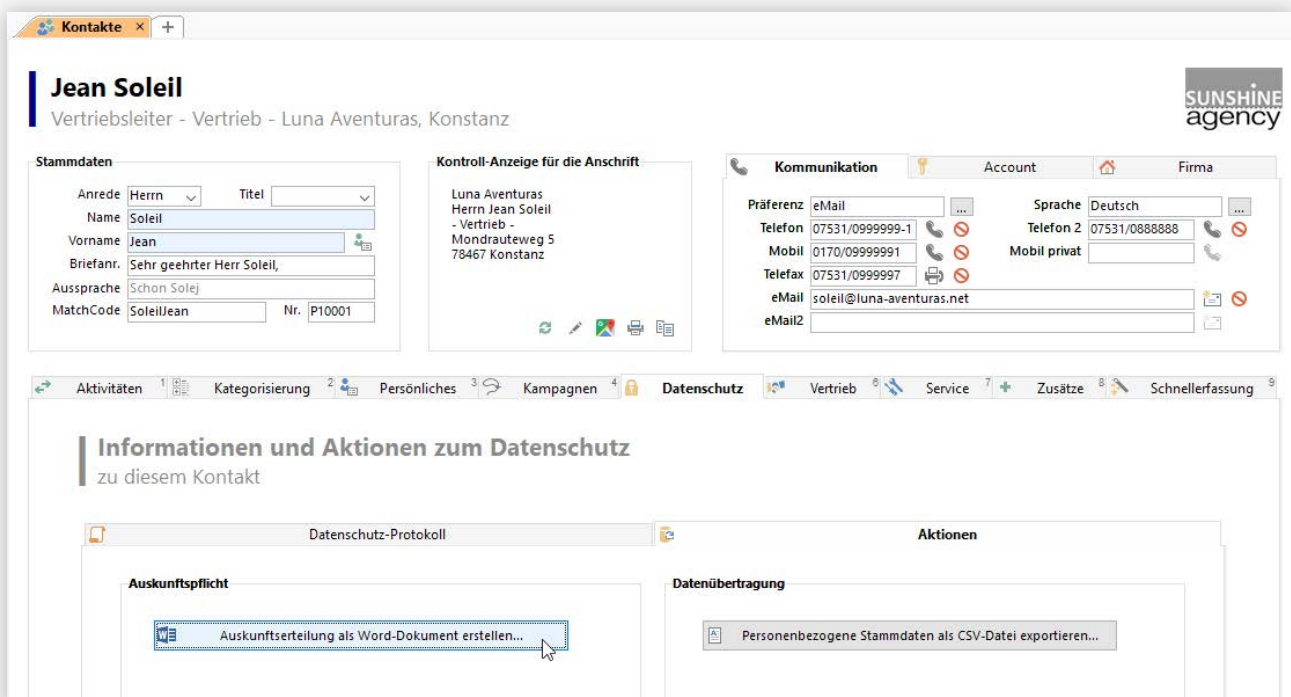 Kontakte × +
Jean Soleil
Vertriebsleiter - Vertrieb - Luna Aventuras, Konstanz
SUNSHINE
agency
Stammdaten
Anrede Herrn Titel
Name Soleil
Vorname Jean
Briefanr. Sehr geehrter Herr Soleil,
Aussprache Schon Solej
MatchCode SoleilJean Nr. P10001
Kontroll-Anzeige für die Anschrift
Luna Aventuras
Herrn Jean Soleil
- Vertrieb -
Mondrauteweg 5
78467 Konstanz
Kommunikation Account Firma
Präferenz eMail ... Sprache Deutsch ...
Telefon 07531/0999999-1 Telefon 2 07531/0888888
Mobil 0170/09999991 Mobil privat
Telefax 07531/0999997
eMail soleil@luna-aventuras.net
eMail2
Aktivitäten 1 Kategorisierung 2 Persönliches 3 Kampagnen 4 Datenschutz Vertrieb 6 Service 7 Zusätze 8 Schnellerfassung 9
Informationen und Aktionen zum Datenschutz
zu diesem Kontakt
Datenschutz-Protokoll Aktionen
Auskunftspflicht
Auskunftserteilung als Word-Dokument erstellen...
Datenübertragung
Personenbezogene Stammdaten als CSV-Datei exportieren...